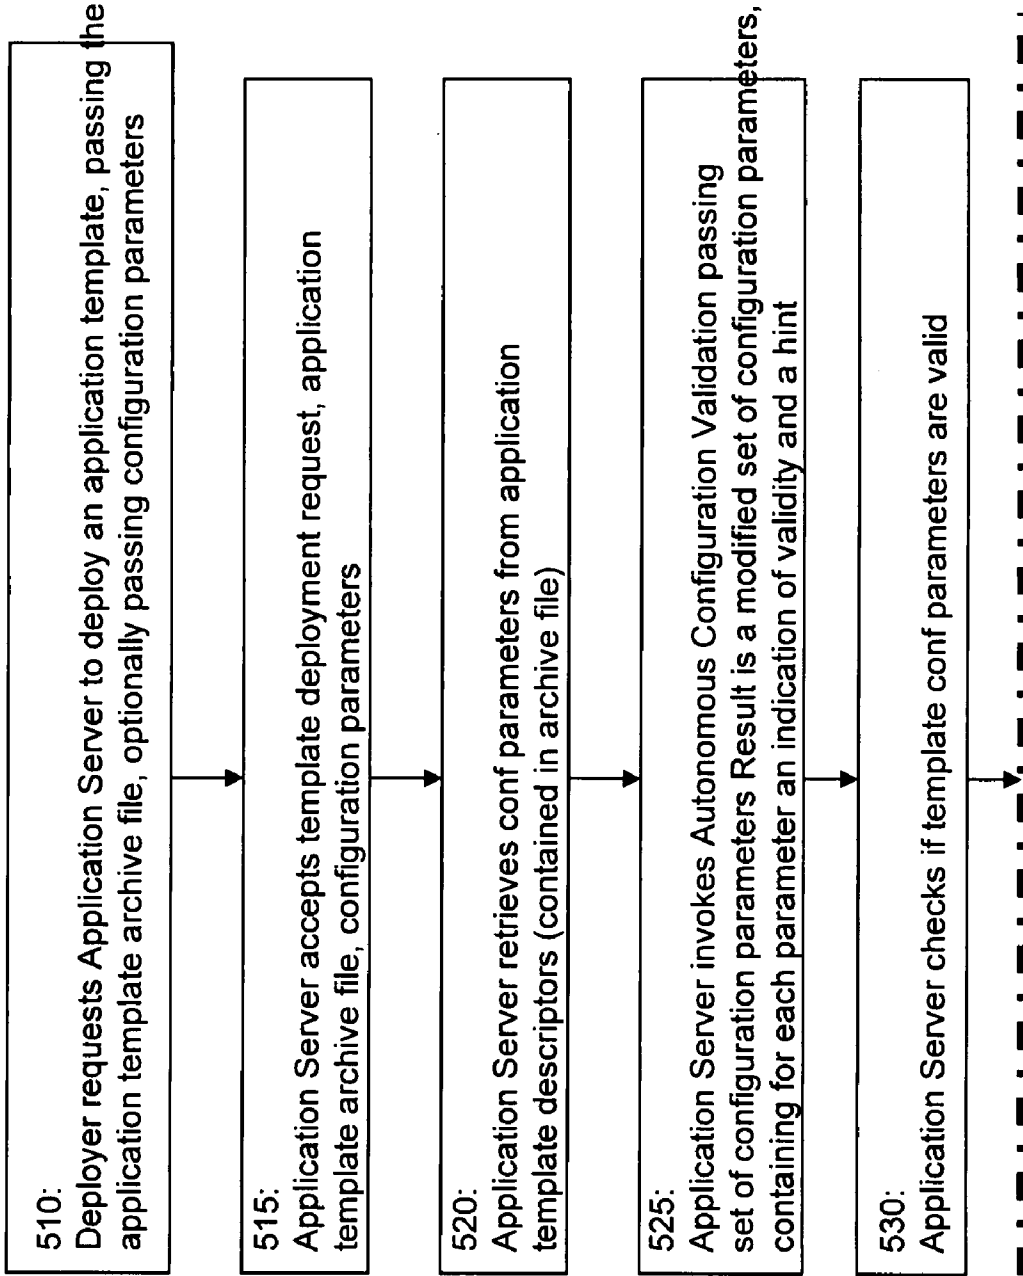 510:
Deployer requests Application Server to deploy an application template, passing the
application template archive file, optionally passing configuration parameters
515:
Application Server accepts template deployment request, application
template archive file, configuration parameters
520:
Application Server retrieves conf parameters from application
template descriptors (contained in archive file)
525:
Application Server invokes Autonomous Configuration Validation passing
set of configuration parameters Result is a modified set of configuration parameters,
containing for each parameter an indication of validity and a hint
530:
Application Server checks if template conf parameters are valid